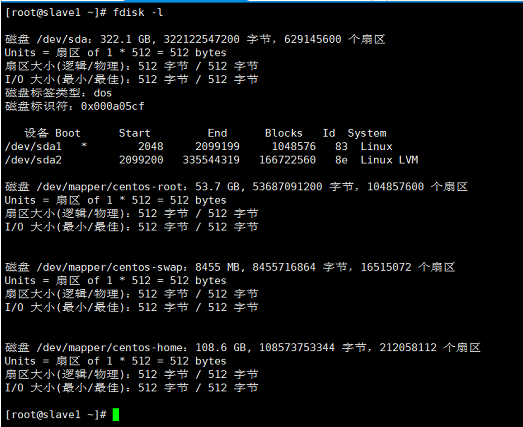 [root@slave1 ~]# fdisk -l
磁盘 /dev/sda：322.1 GB, 322122547200 字节，629145600 个扇区
Units = 扇区 of 1 * 512 = 512 bytes
扇区大小(逻辑/物理)：512 字节 / 512 字节
I/O 大小(最小/最佳)：512 字节 / 512 字节
磁盘标签类型：dos
磁盘标识符：0x000a05cf
设备 Boot Start End Blocks Id System
/dev/sda1 * 2048 2099199 1048576 83 Linux
/dev/sda2 2099200 335544319 166722560 8e Linux LVM
磁盘 /dev/mapper/centos-root：53.7 GB, 53687091200 字节，104857600 个扇区
Units = 扇区 of 1 * 512 = 512 bytes
扇区大小(逻辑/物理)：512 字节 / 512 字节
I/O 大小(最小/最佳)：512 字节 / 512 字节
磁盘 /dev/mapper/centos-swap：8455 MB, 8455716864 字节，16515072 个扇区
Units = 扇区 of 1 * 512 = 512 bytes
扇区大小(逻辑/物理)：512 字节 / 512 字节
I/O 大小(最小/最佳)：512 字节 / 512 字节
磁盘 /dev/mapper/centos-home：108.6 GB, 108573753344 字节，212058112 个扇区
Units = 扇区 of 1 * 512 = 512 bytes
扇区大小(逻辑/物理)：512 字节 / 512 字节
I/O 大小(最小/最佳)：512 字节 / 512 字节
[root@slave1 ~]#